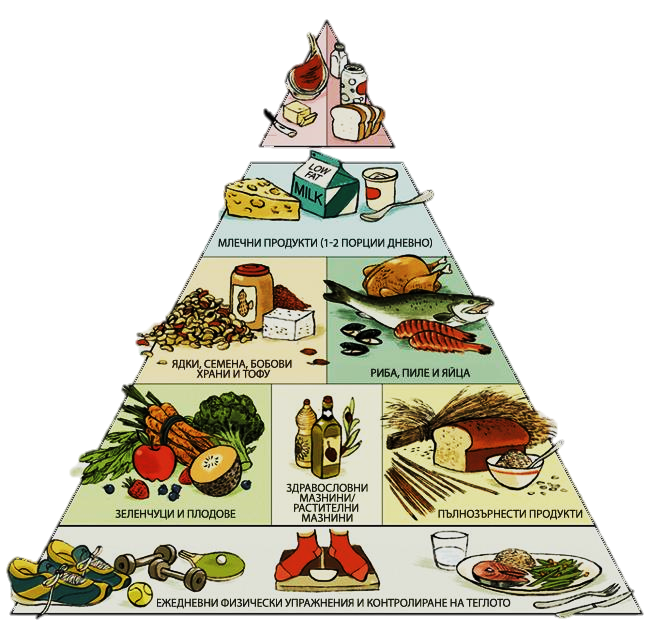 LOW
FAT
MILK
МЛЕЧНИ ПРОДУКТИ (1-2 ПОРЦИИ ДНЕВНО)
ЯДКИ, СЕМЕНА, БОБОВИ
ХРАНИ И ТОФУ
РИБА, ПИЛЕ И ЯЙЦА
ЗЕЛЕНЧУЦИ И ПЛОДОВЕ
ЗДРАВОСЛОВНИ
МАЗНИНИ/
РАСТИТЕЛНИ
МАЗНИНИ
ПЪЛНОЗЪРНЕСТИ ПРОДУКТИ
ЕЖЕДНЕВНИ ФИЗИЧЕСКИ УПРАЖНЕНИЯ И КОНТРОЛИРАНЕ НА ТЕГЛОТО